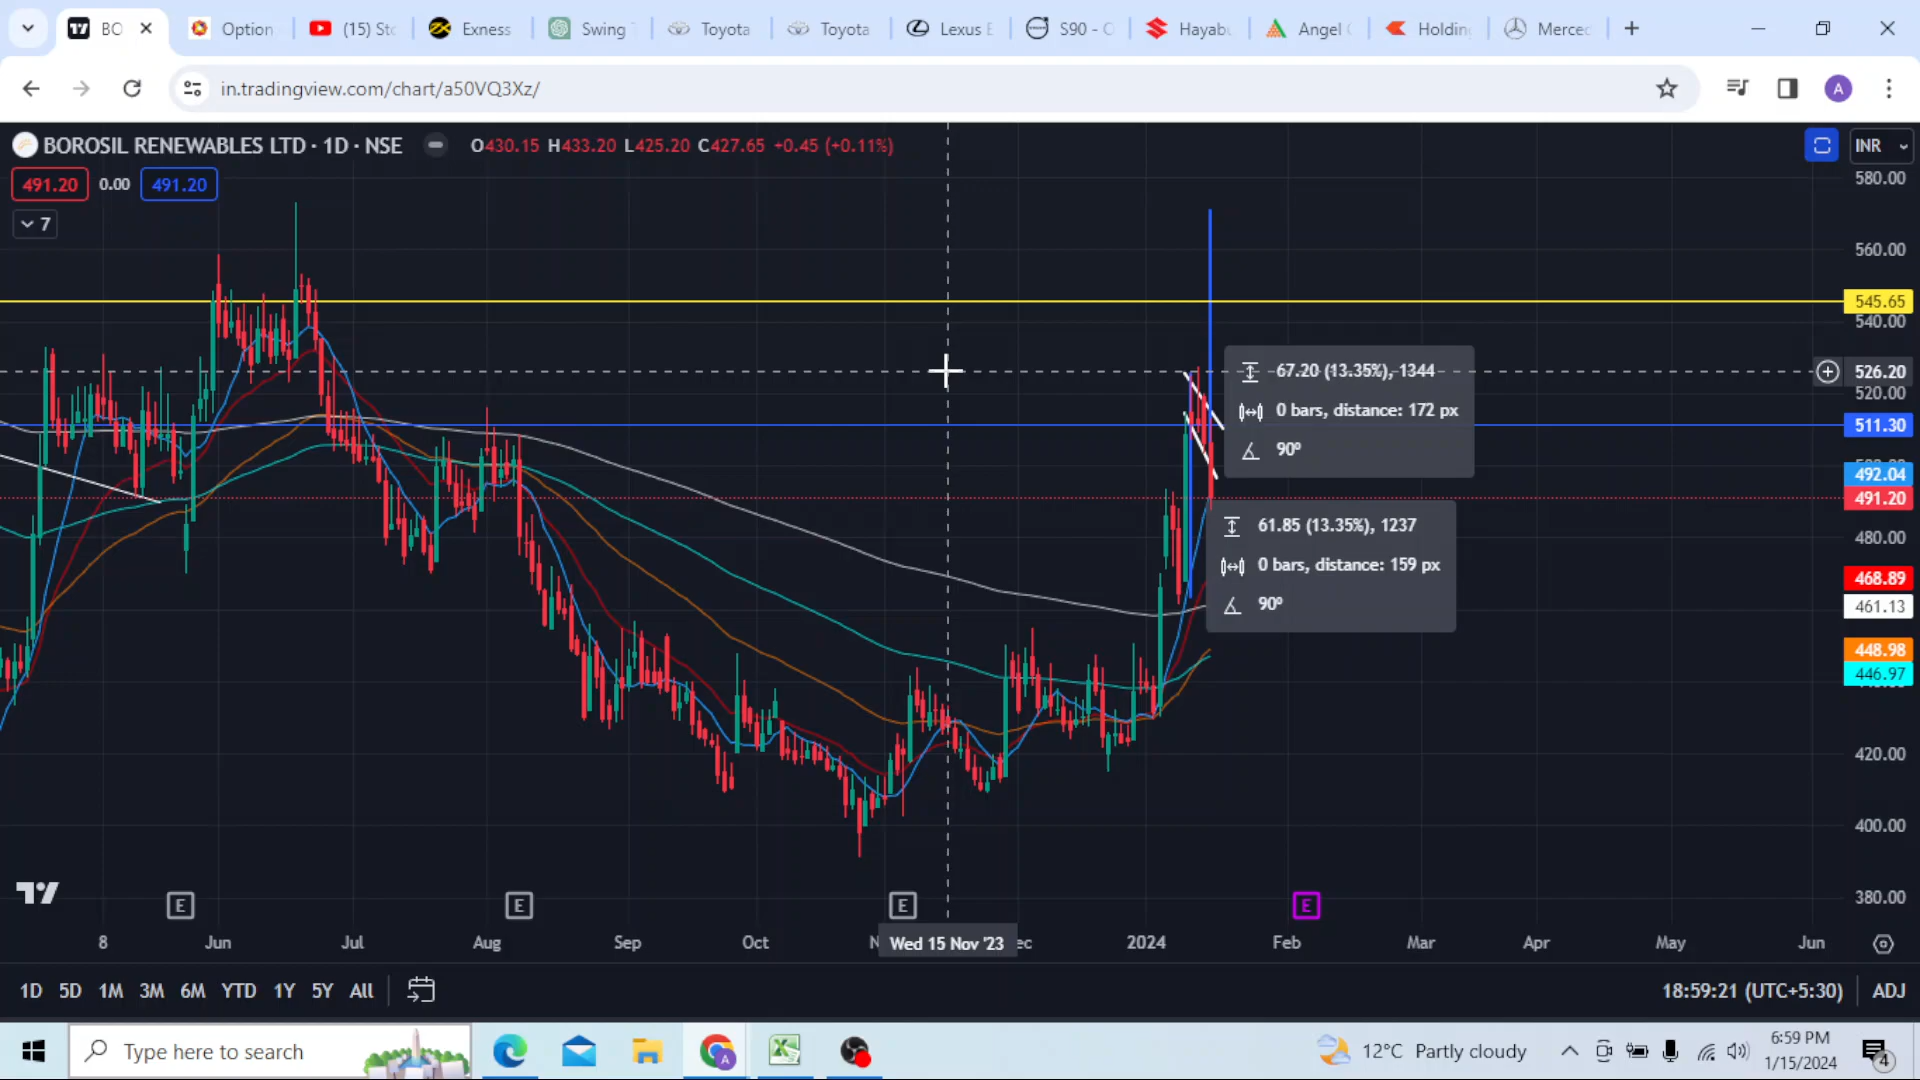 BO
Option
(15) Sto
Exness
Swing
Toyota
Toyota
Lexus E
S90 - O
Hayabu
Angel
Holding
Merced
in.tradingview.com/chart/a50VQ3Xz/
A
BOROSIL RENEWABLES LTD · 1D · NSE
O430.15 H433.20 L425.20 C427.65 +0.45 (+0.11%)
INR
491.20 0.00 491.20
7
580.00
560.00
545.65
540.00
526.20
520.00
511.30
492.04
491.20
480.00
468.89
461.13
448.98
446.97
420.00
400.00
380.00
67.20 (13.35%), 1344
0 bars, distance: 172 px
90º
61.85 (13.35%), 1237
0 bars, distance: 159 px
90º
E E E E
8 Jun Jul Aug Sep Oct Wed 15 Nov '23 2024 Feb Mar Apr May Jun
1D 5D 1M 3M 6M YTD 1Y 5Y All
18:59:21 (UTC+5:30) ADJ
Type here to search
12°C Partly cloudy
6:59 PM
1/15/2024
4